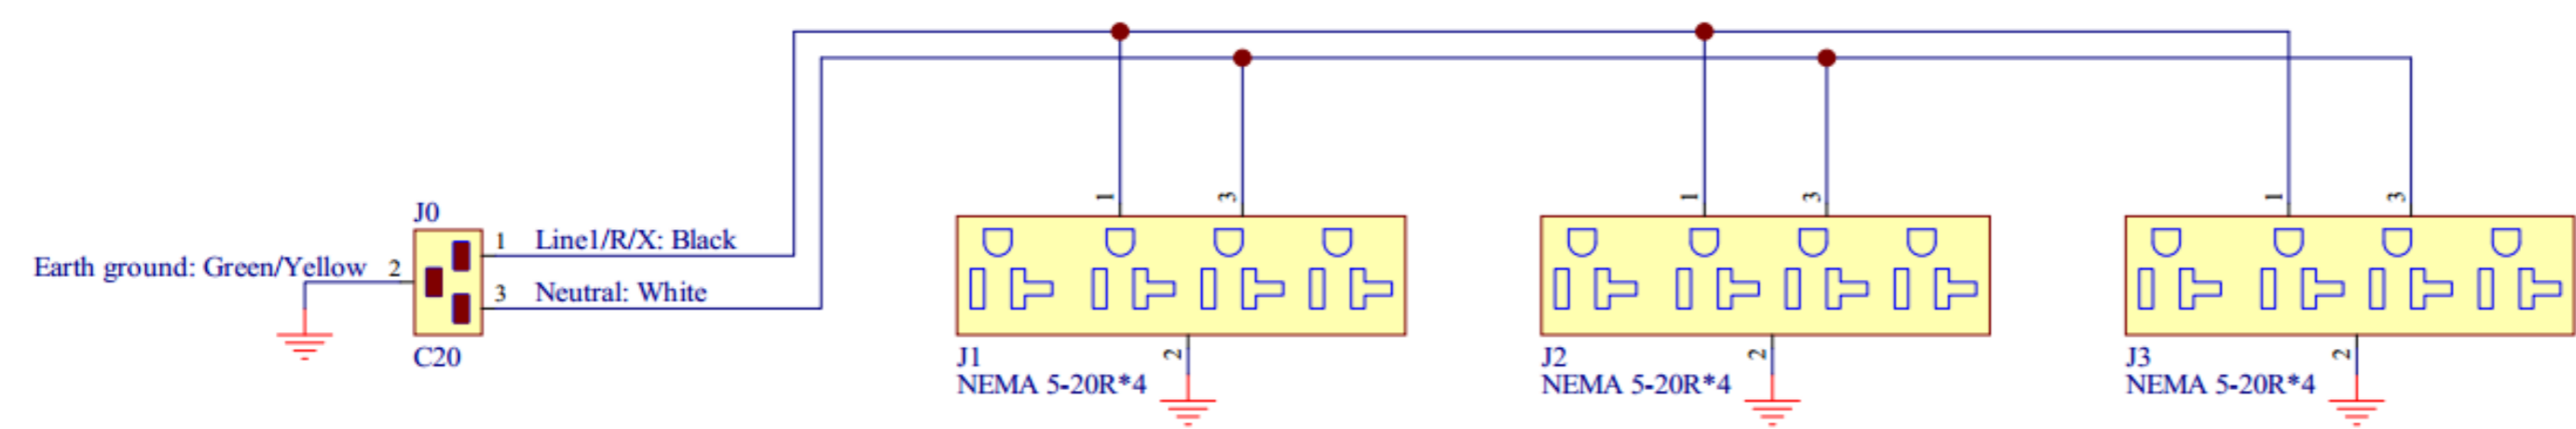 J0
1 Line1/R/X: Black
Earth ground: Green/Yellow 2
3 Neutral: White
C20
1 3
2
J1
NEMA 5-20R*4
1 3
2
J2
NEMA 5-20R*4
1 3
2
J3
NEMA 5-20R*4